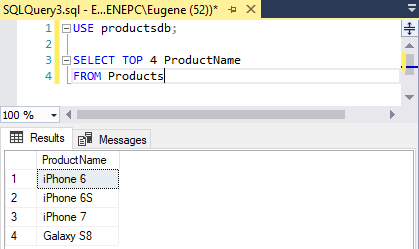 SQLQuery3.sql - E...ENEPC\Eugene (52))*
1 USE productsdb;
2
3 SELECT TOP 4 ProductName
4 FROM Products
100 %
Results Messages
ProductName
1 iPhone 6
2 iPhone 6S
3 iPhone 7
4 Galaxy S8